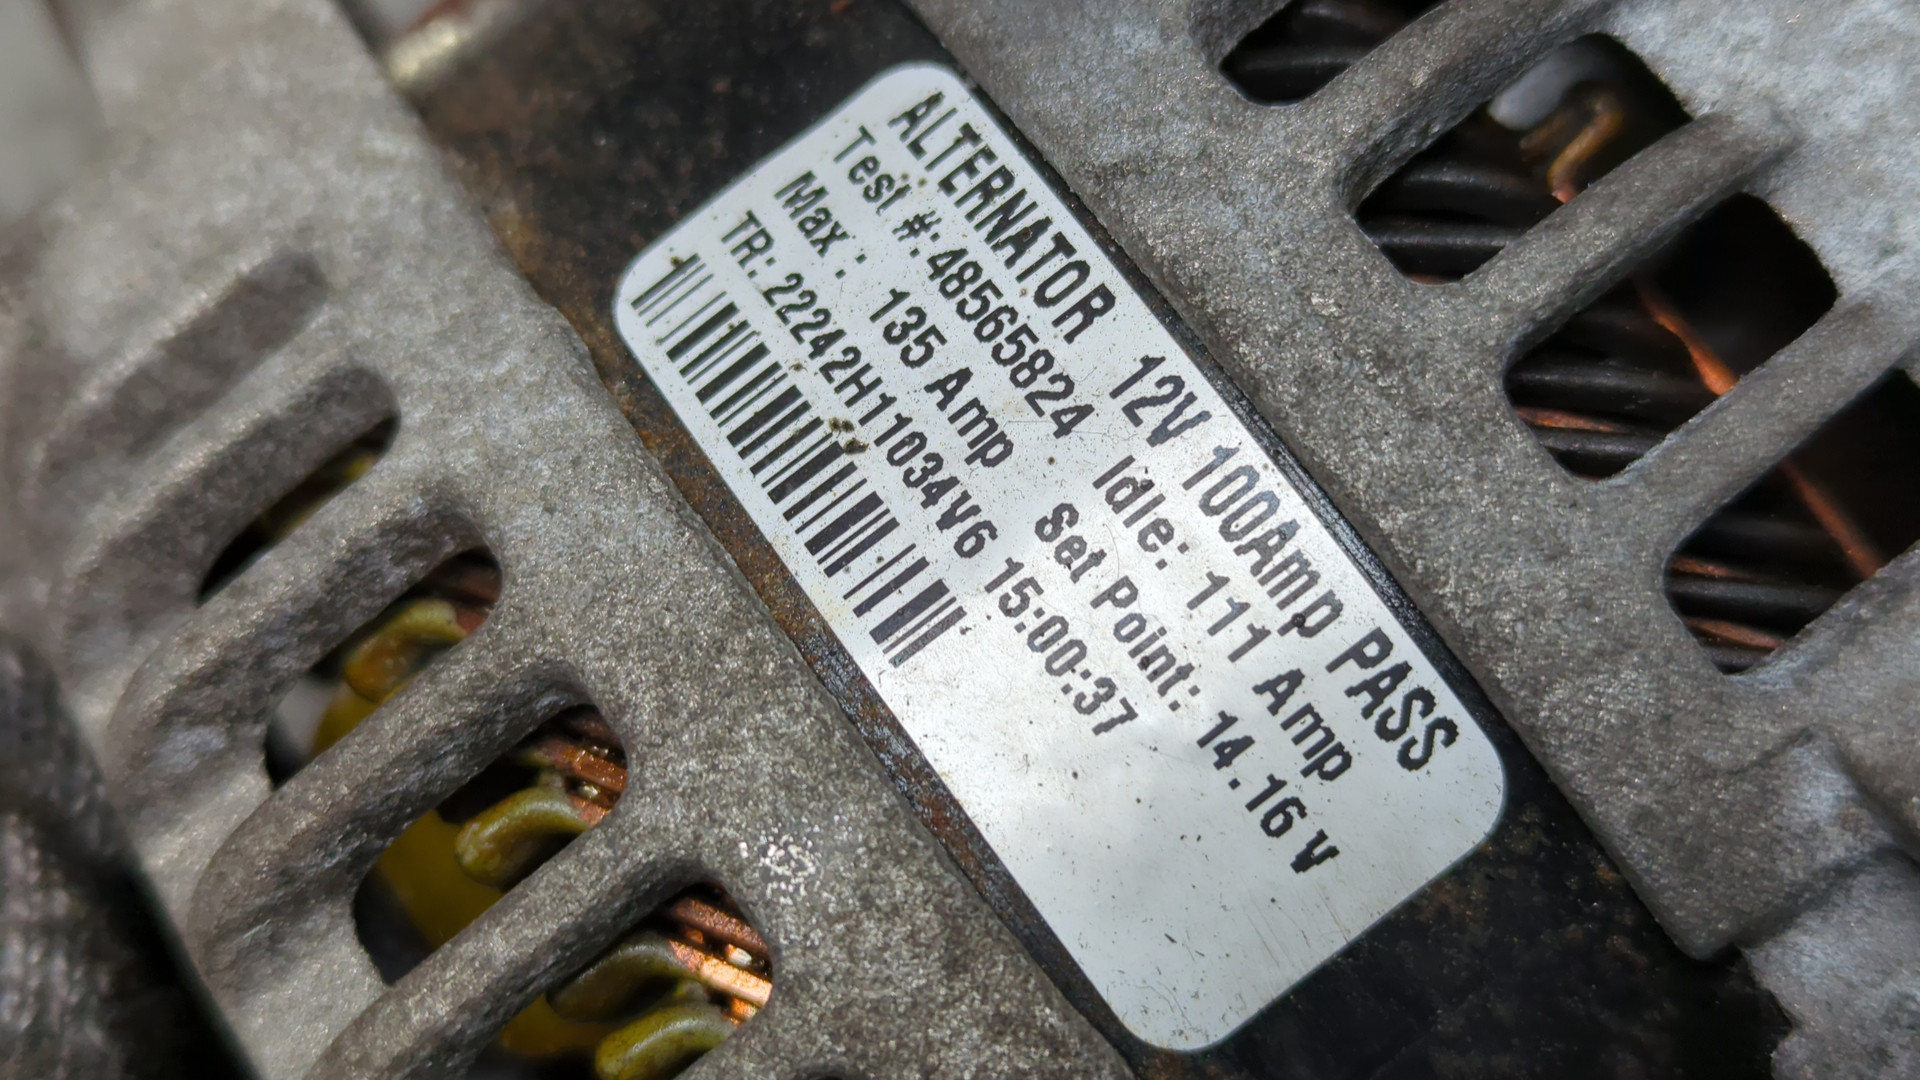 ALTERNATOR 12V 100Amp PASS
Test #: 48565824 Idle: 111 Amp
Max: 135 Amp Set Point: 14.16 V
TR: 22242H11034V6 15:00:37